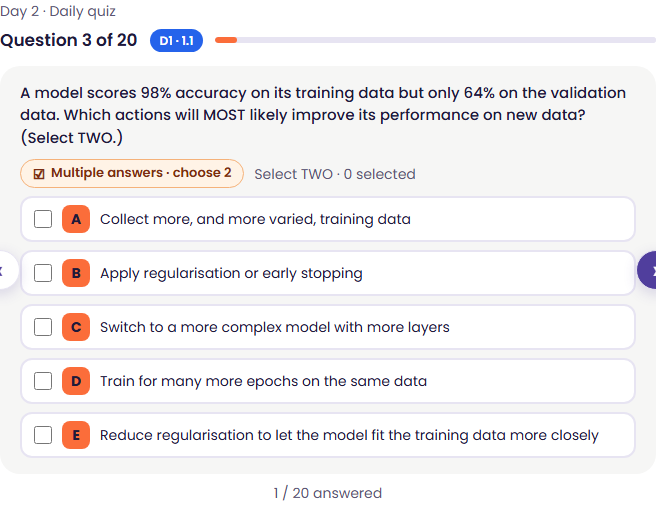 Day 2 · Daily quiz
Question 3 of 20 D1 · 1.1
A model scores 98% accuracy on its training data but only 64% on the validation
data. Which actions will MOST likely improve its performance on new data?
(Select TWO.)
☑ Multiple answers · choose 2 Select TWO · 0 selected
A Collect more, and more varied, training data
B Apply regularisation or early stopping
C Switch to a more complex model with more layers
D Train for many more epochs on the same data
E Reduce regularisation to let the model fit the training data more closely
1 / 20 answered